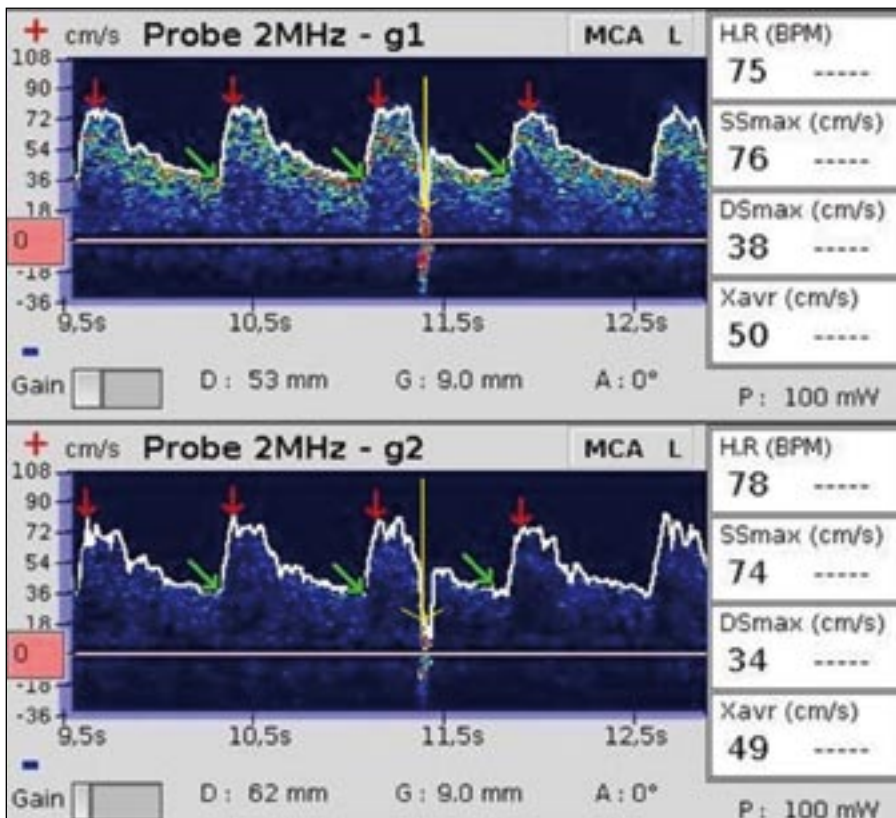 + cm/s Probe 2MHz - g1 MCA L
108
90
72
54
36
18
0
-18
-36
9,5s 10,5s 11,5s 12,5s
-
Gain D : 53 mm G : 9.0 mm A : 0°
H.R (BPM)
75 -----
SSmax (cm/s)
76 -----
DSmax (cm/s)
38 -----
Xavr (cm/s)
50 -----
P : 100 mW
+ cm/s Probe 2MHz - g2 MCA L
108
90
72
54
36
18
0
-18
-36
9,5s 10,5s 11,5s 12,5s
-
Gain D : 62 mm G : 9.0 mm A : 0°
H.R (BPM)
78 -----
SSmax (cm/s)
74 -----
DSmax (cm/s)
34 -----
Xavr (cm/s)
49 -----
P : 100 mW